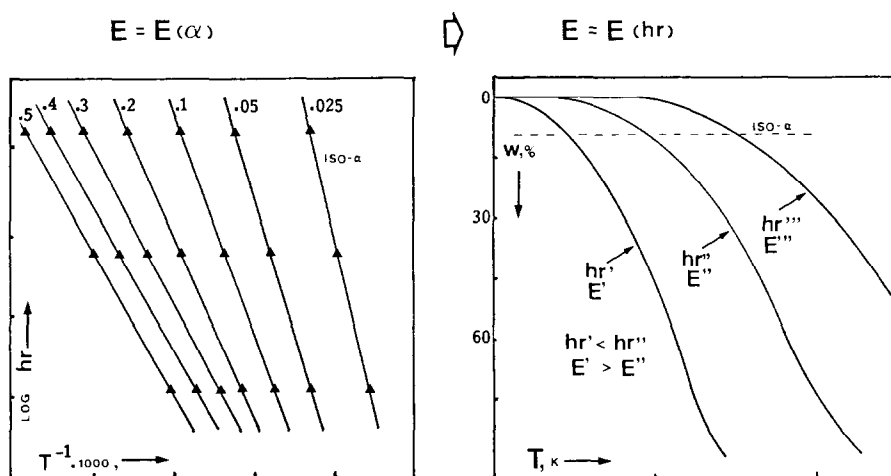 E = E (α)
E = E (hr)
.5 .4 .3 .2 .1 .05 .025
ISO-α
LOG hr
T⁻¹.1000,
0
30
60
W,%
ISO-α
hr'
E'
hr''
E''
hr'''
E'''
hr' < hr''
E' > E''
T, K